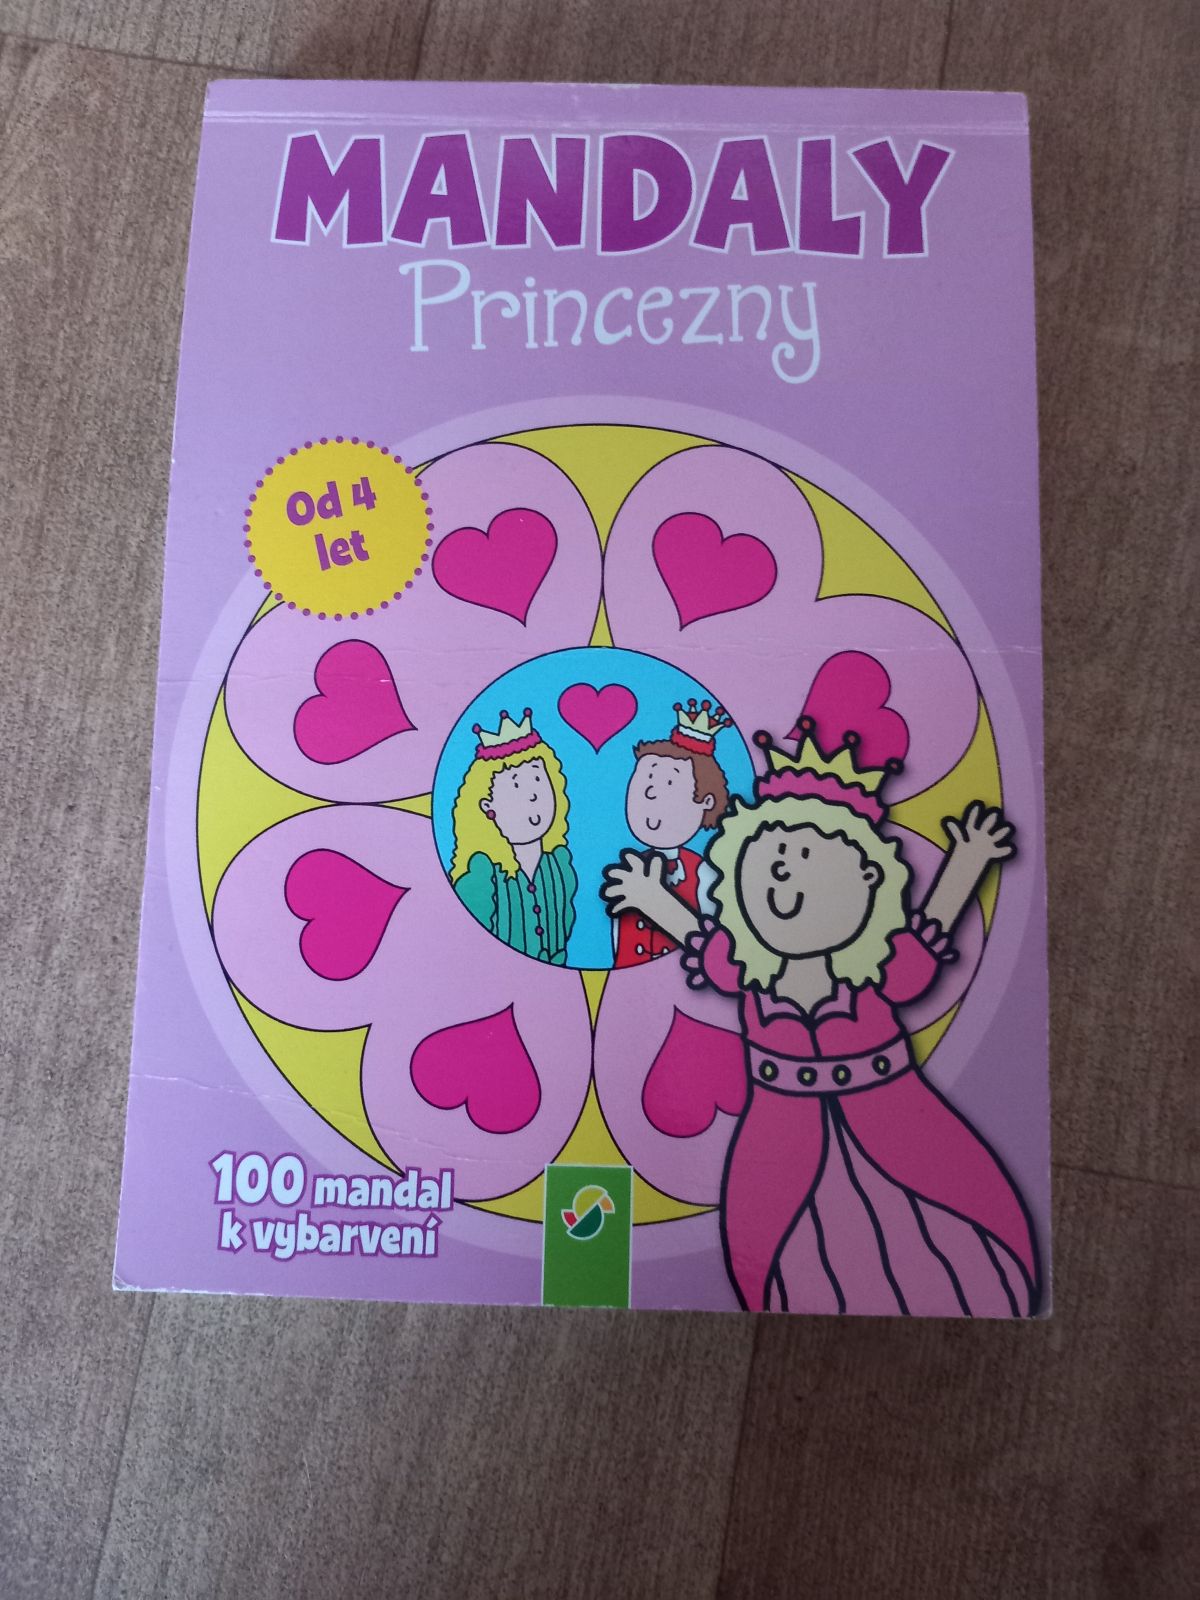 MANDALY
Princezny
Od 4
let
100 mandal
k vybarvení